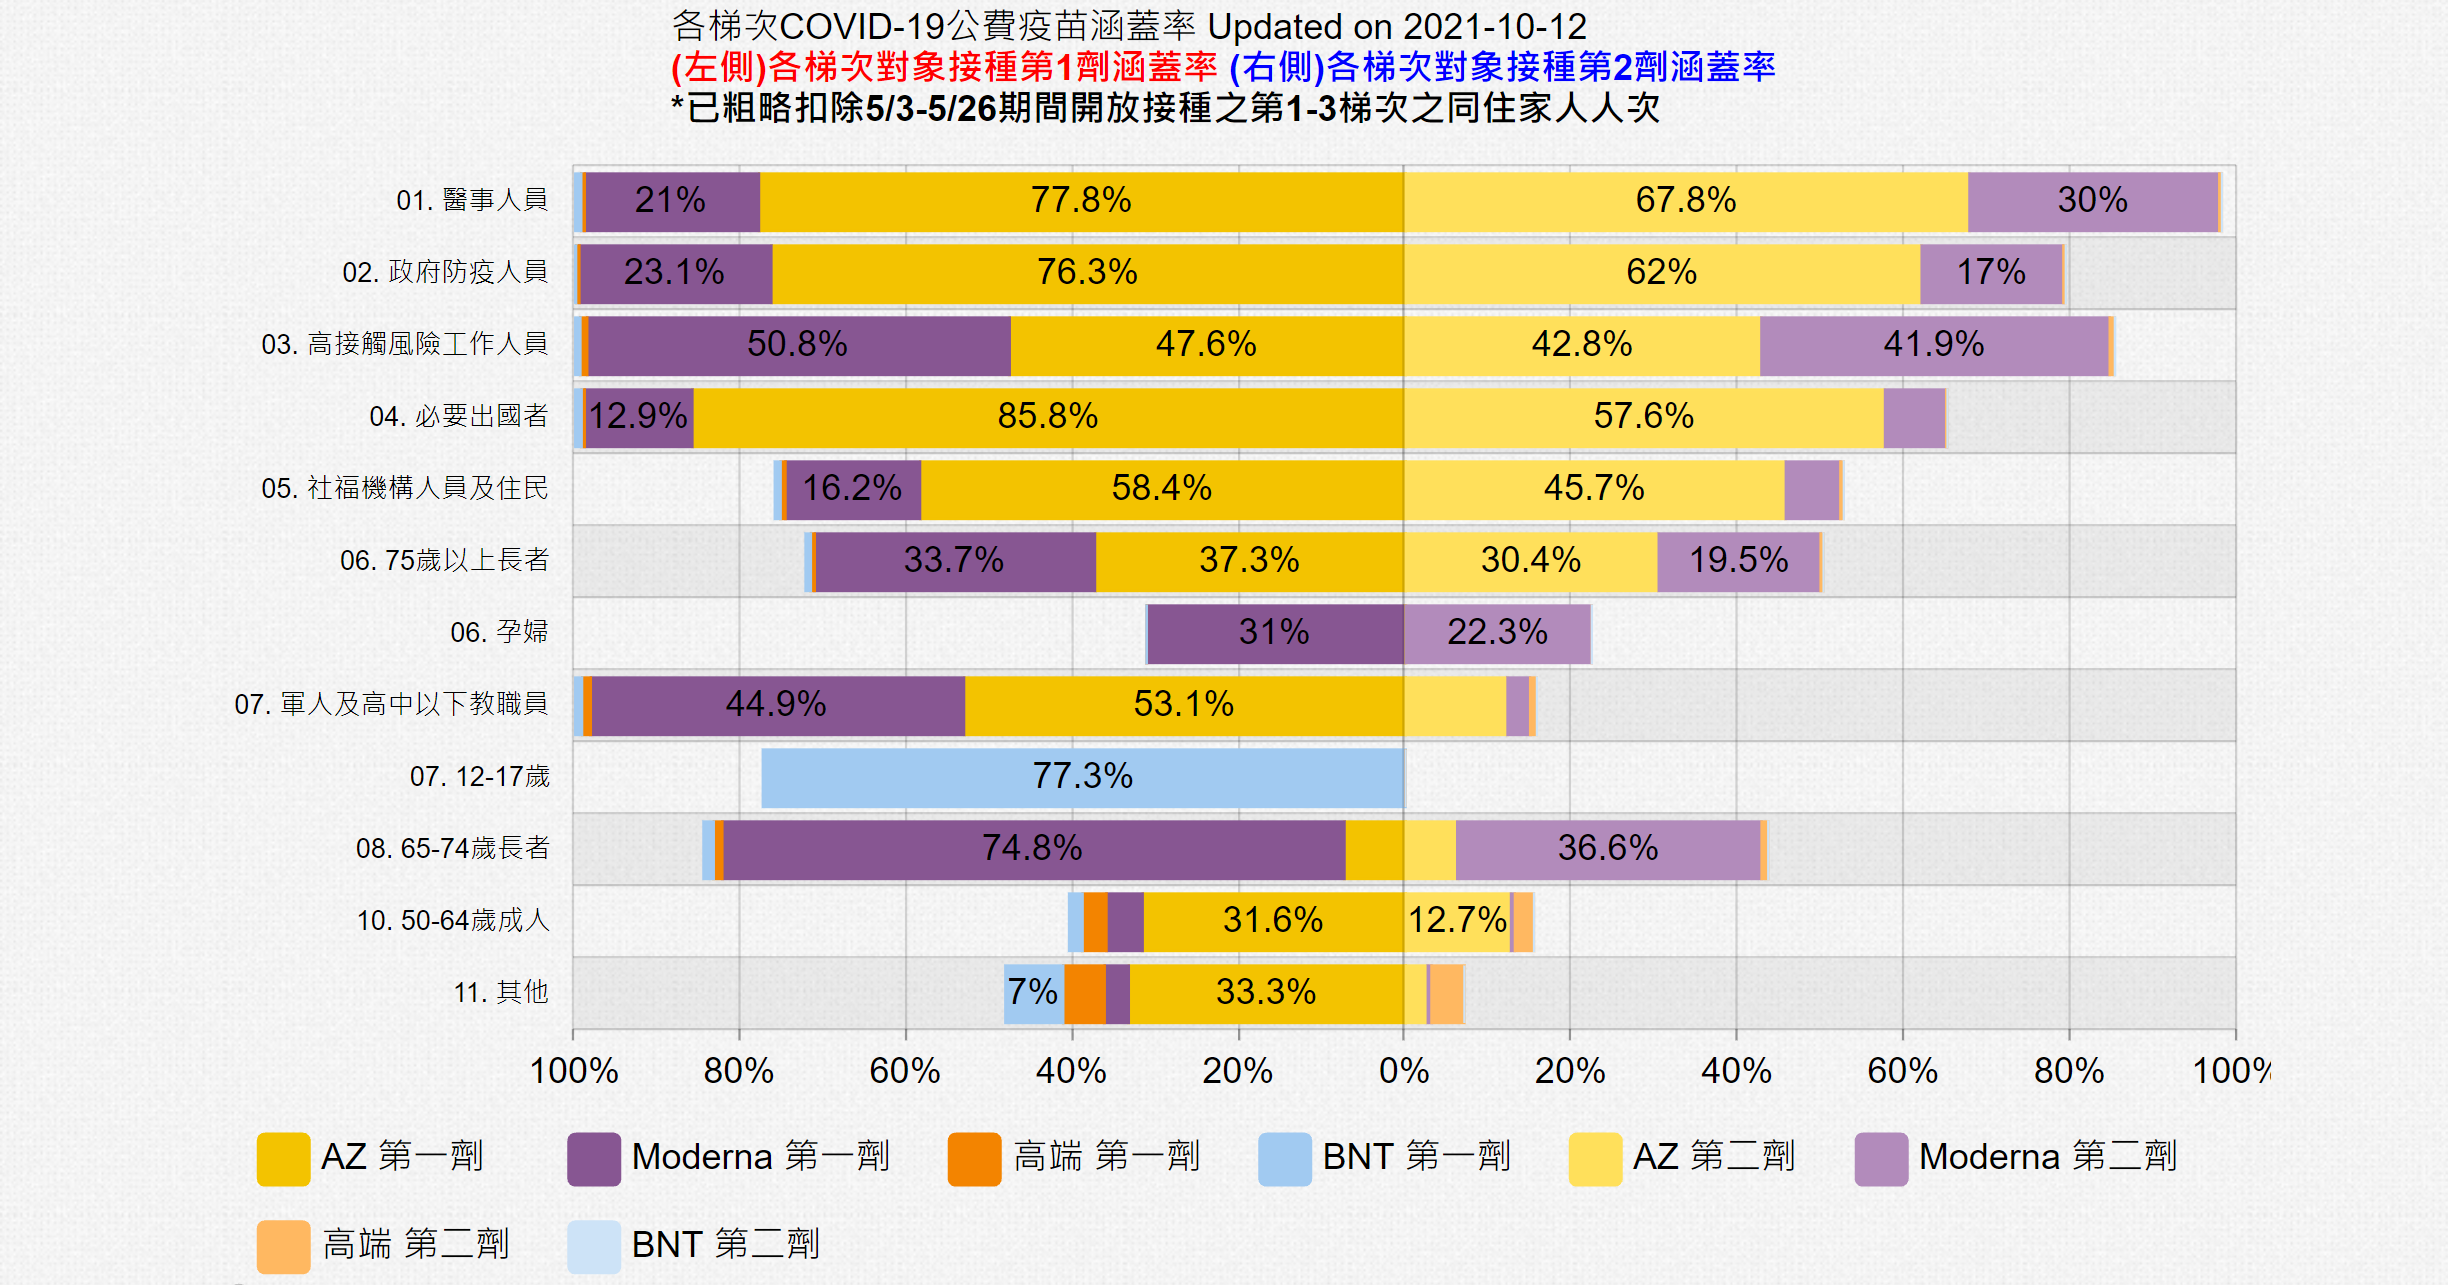 各梯次COVID-19公費疫苗涵蓋率 Updated on 2021-10-12
(左側)各梯次對象接種第1劑涵蓋率 (右側)各梯次對象接種第2劑涵蓋率
*已粗略扣除5/3-5/26期間開放接種之第1-3梯次之同住家人人次
01. 醫事人員 21% 77.8% 67.8% 30%
02. 政府防疫人員 23.1% 76.3% 62% 17%
03. 高接觸風險工作人員 50.8% 47.6% 42.8% 41.9%
04. 必要出國者 12.9% 85.8% 57.6%
05. 社福機構人員及住民 16.2% 58.4% 45.7%
06. 75歲以上長者 33.7% 37.3% 30.4% 19.5%
06. 孕婦 31% 22.3%
07. 軍人及高中以下教職員 44.9% 53.1%
07. 12-17歲 77.3%
08. 65-74歲長者 74.8% 36.6%
10. 50-64歲成人 31.6% 12.7%
11. 其他 7% 33.3%
100% 80% 60% 40% 20% 0% 20% 40% 60% 80% 100%
AZ 第一劑 Moderna 第一劑 高端 第一劑 BNT 第一劑 AZ 第二劑 Moderna 第二劑
高端 第二劑 BNT 第二劑